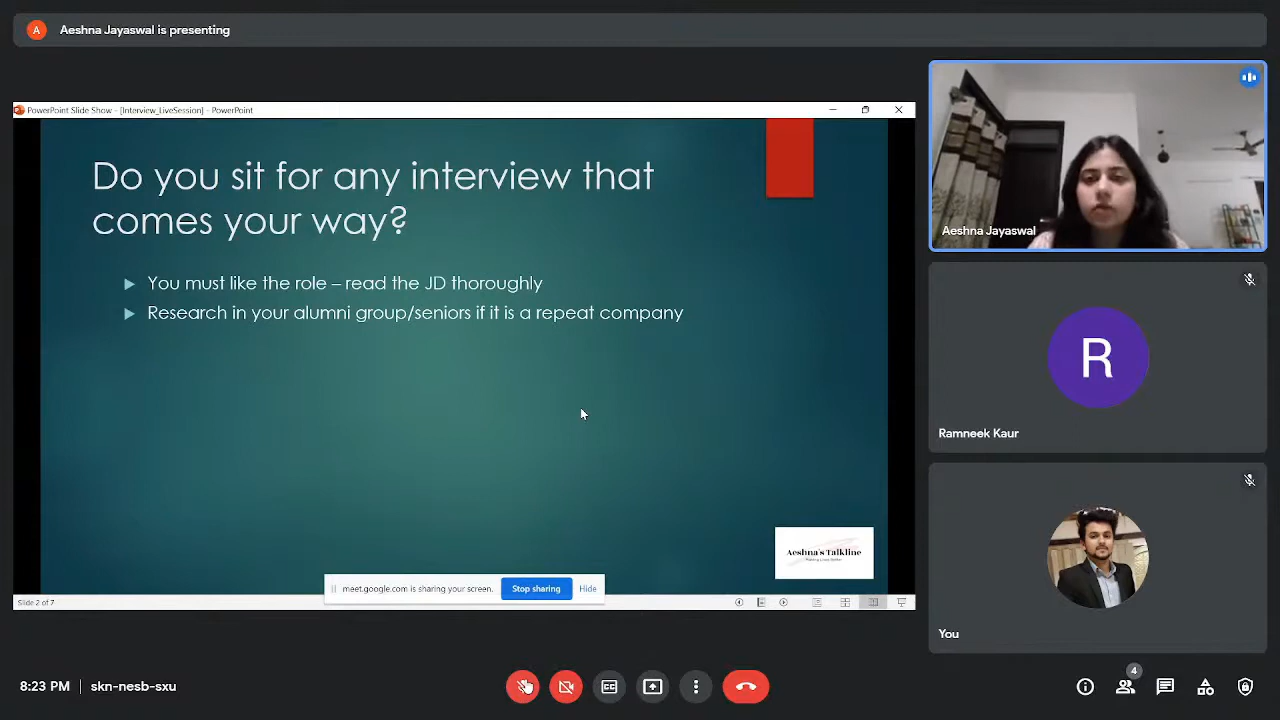 A
Aeshna Jayaswal is presenting
PowerPoint Slide Show - [Interview_LiveSession] - PowerPoint
Do you sit for any interview that
comes your way?
You must like the role – read the JD thoroughly
Research in your alumni group/seniors if it is a repeat company
Aeshna's Talkline
meet.google.com is sharing your screen.
Stop sharing
Hide
Slide 2 of 7
Aeshna Jayaswal
R
Ramneek Kaur
You
8:23 PM
skn-nesb-sxu
4